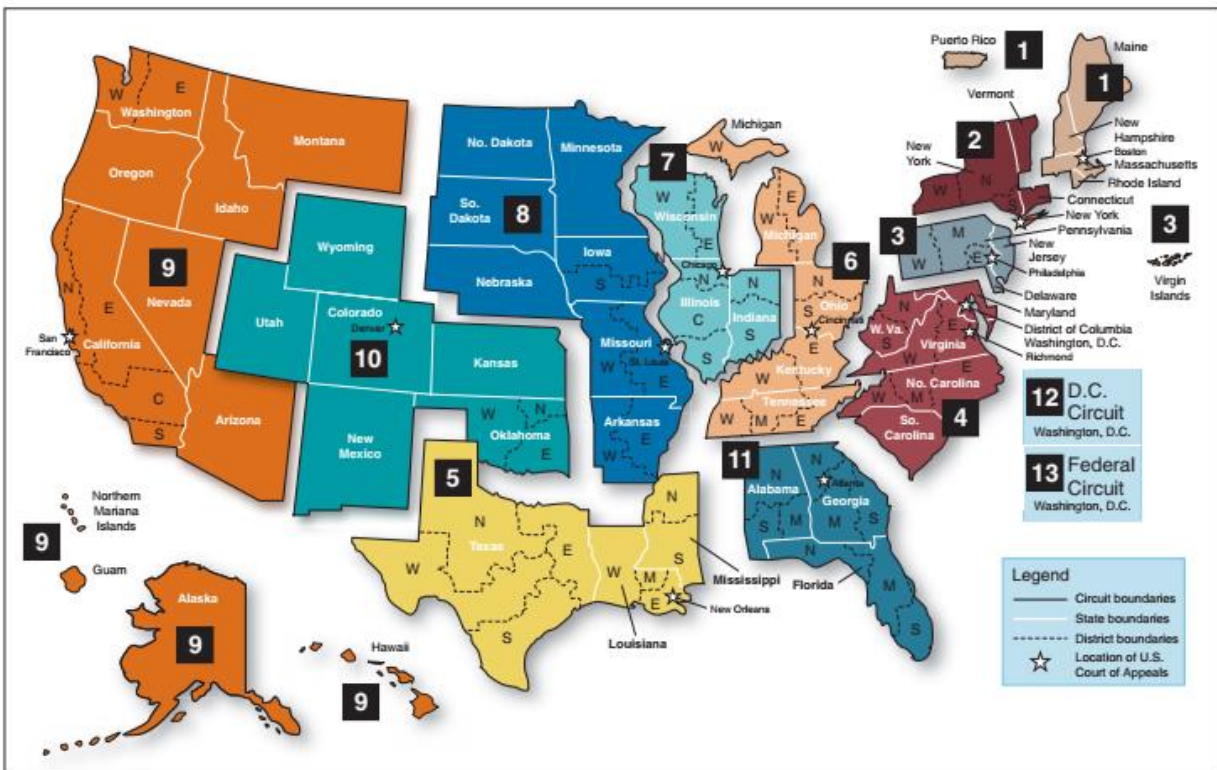 Puerto Rico
1
Maine
1
Vermont
New
Hampshire
Boston
Massachusetts
Rhode Island
Connecticut
New York
Pennsylvania
New
Jersey
Philadelphia
Delaware
Maryland
District of Columbia
Washington, D.C.
Richmond
2
New
York
W
N
S
3
M
W
E
S
3
Virgin
Islands
W
E
Washington
Montana
Oregon
Idaho
9
Nevada
N
E
San
Francisco
California
C
S
Arizona
Wyoming
Utah
Colorado
Denver
10
Kansas
New
Mexico
W
N
Oklahoma
E
No. Dakota
Minnesota
So.
Dakota
8
Nebraska
Iowa
N
S
Missouri
St. Louis
W
E
Arkansas
E
W
Michigan
W
7
W
Wisconsin
E
Chicago
N
Illinois
C
S
N
Indiana
S
W
E
Michigan
6
N
Ohio
S
Cincinnati
E
Kentucky
W
Tennessee
W
M
E
N
W. Va.
S
E
Virginia
W
No. Carolina
W
M
E
So.
Carolina
4
12
D.C.
Circuit
Washington, D.C.
13
Federal
Circuit
Washington, D.C.
5
N
Texas
W
E
S
W
M
E
N
S
Mississippi
New Orleans
Louisiana
11
N
Alabama
S
M
N
Atlanta
Georgia
M
S
N
Florida
M
S
Northern
Mariana
Islands
9
Guam
Alaska
9
Hawaii
9
Legend
Circuit boundaries
State boundaries
District boundaries
Location of U.S.
Court of Appeals